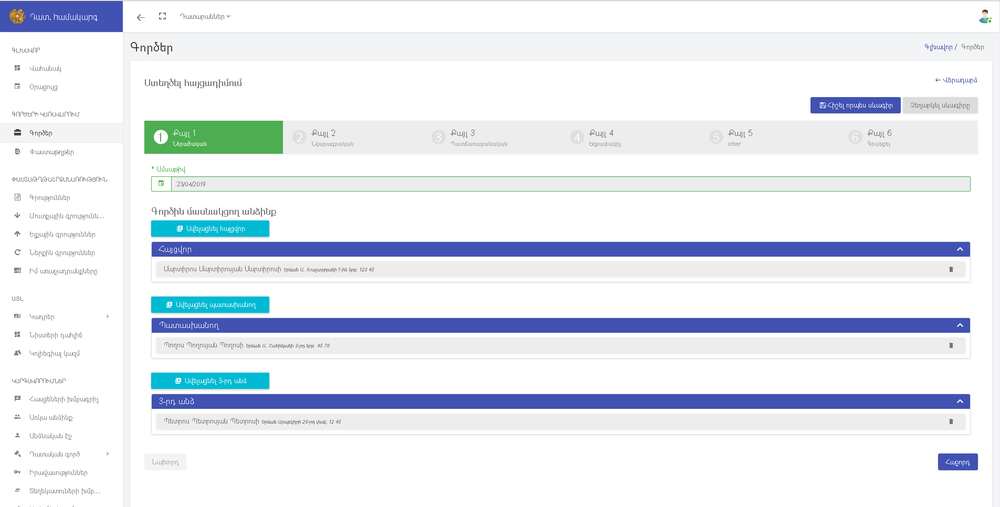 Դատ. համակարգ
Դատարաններ
ԳԼԽԱՎՈՐ
Վահանակ
Օրացույց
ԳՈՐԾԵՐԻ ԿԱՌԱՎԱՐՈՒՄ
Գործեր
Փաստաթղթեր
ՓԱՍՏԱԹՂԹԱՇՐՋԱՆԱՌՈՒԹՅՈՒՆ
Գրություններ
Մուտքային գրությունն...
Ելքային գրություններ
Ներքին գրություններ
Իմ առաջադրանքները
ԱՅԼ
Կադրեր
Նիստերի դահլիճ
Կոլիեգիալ կազմ
ԿԱՐԳԱՎՈՐՈՒՄՆԵՐ
Հասցեների խմբագրիչ
Առկա անձինք
Անձնական էջ
Դատական գործ
Իրավասություններ
Տեղեկատուների խմբ...
Գործեր
Գլխավոր / Գործեր
Ստեղծել հայցադիմում
← Վերադարձ
Հիշել որպես սևագիր
Չեղարկել սևագիրը
1 Քայլ 1
Ներածական
2 Քայլ 2
Նկարագրական
3 Քայլ 3
Պատճառաբանական
4 Քայլ 4
Եզրափակիչ
5 Քայլ 5
other
6 Քայլ 6
Գրանցել
* Ամսաթիվ
23/04/2019
Գործին մասնակցող անձինք
Ավելացնել հայցվոր
Հայցվոր
Մարտիրոս Մարտիրոսյան Մարտիրոսի Երևան Ա. Խաչատրյանի 1-ին նրբ. 123 45
Ավելացնել պատասխանող
Պատասխանող
Պողոս Պողոսյան Պողոսի Երևան Ա. Շահինյանի 3-րդ նրբ. 45 78
Ավելացնել 3-րդ անձ
3-րդ անձ
Պետրոս Պետրոսյան Պետրոսի Երևան Արաբկիրի 29-րդ փակ. 12 45
Նախորդ
Հաջորդ